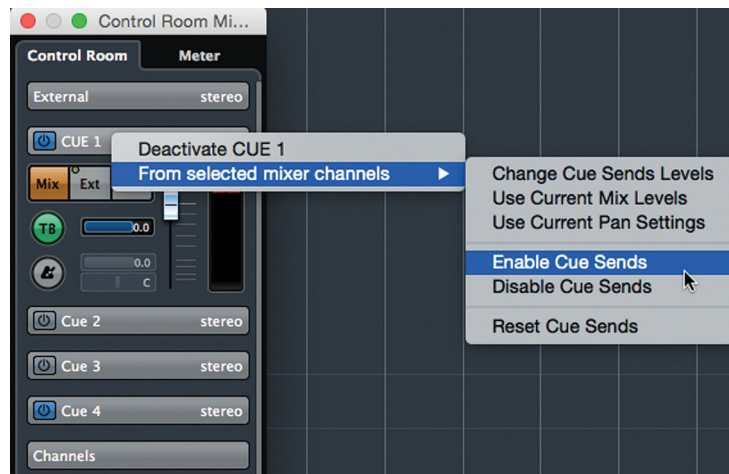 Control Room Mi...
Control Room Meter
External stereo
CUE 1
Deactivate CUE 1
From selected mixer channels
Change Cue Sends Levels
Use Current Mix Levels
Use Current Pan Settings
Enable Cue Sends
Disable Cue Sends
Reset Cue Sends
Mix Ext
TB 0.0
0.0
C
Cue 2 stereo
Cue 3 stereo
Cue 4 stereo
Channels